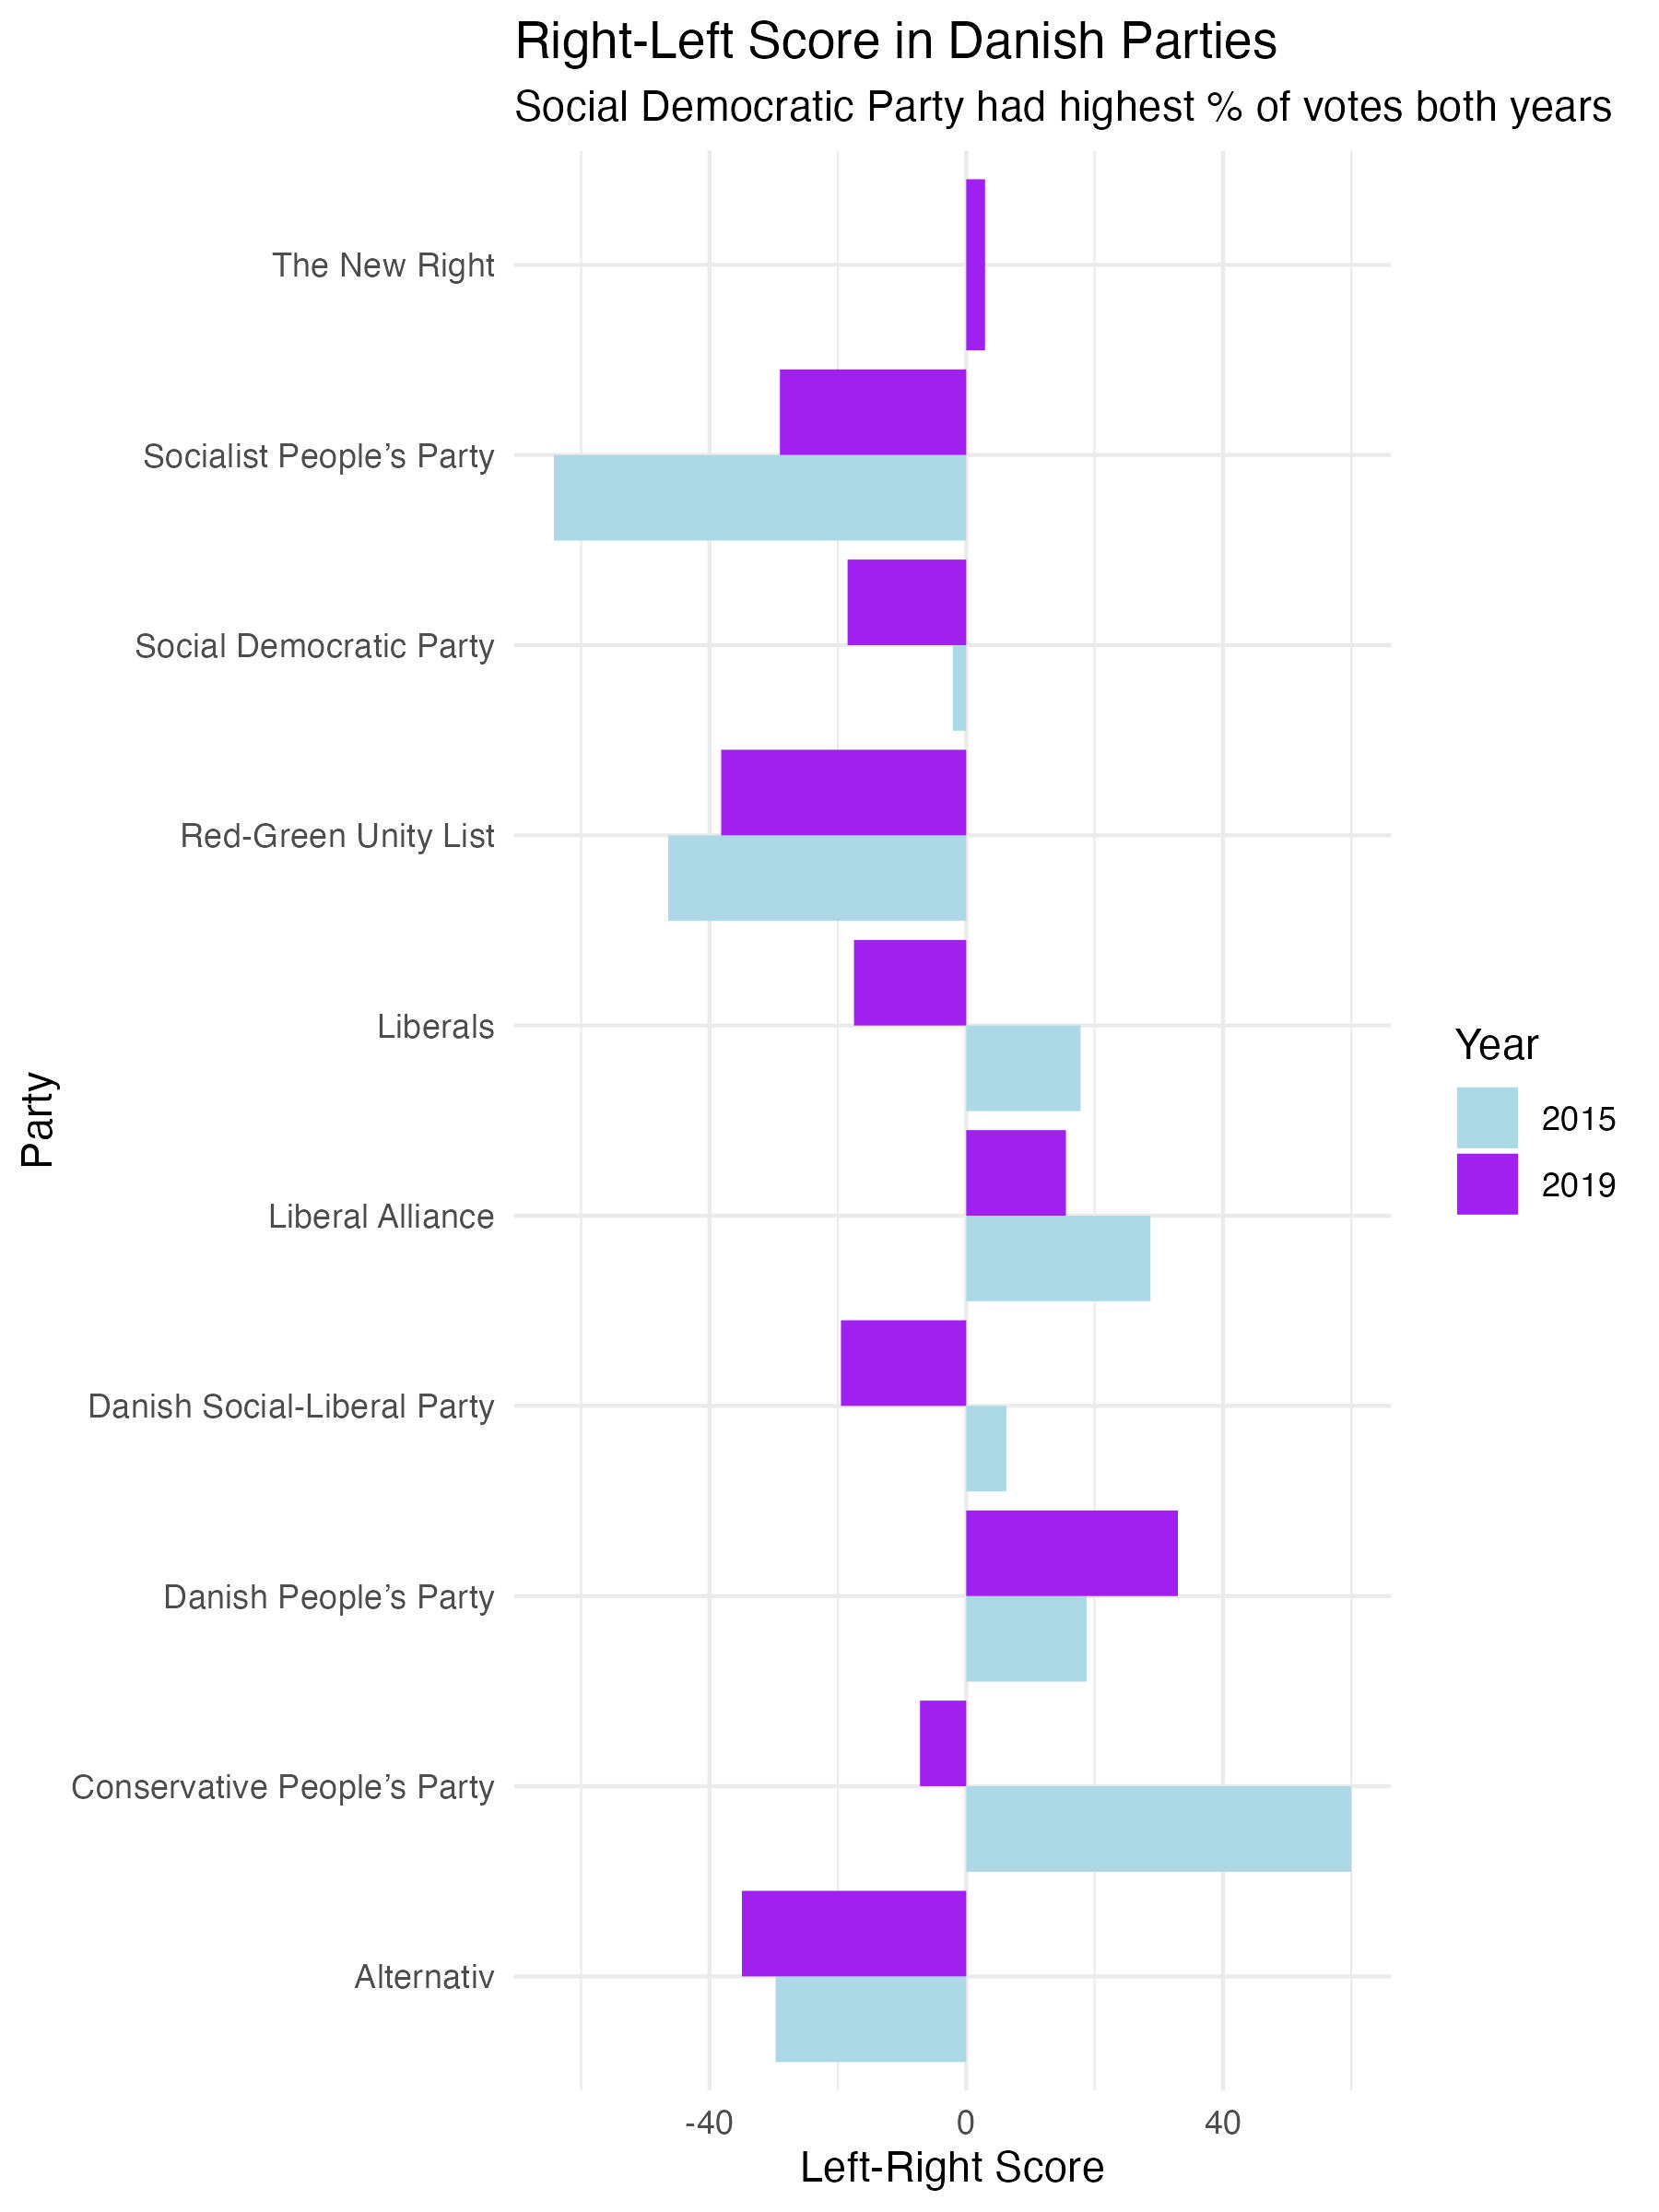 Right-Left Score in Danish Parties
Social Democratic Party had highest % of votes both years
The New Right
Socialist People’s Party
Social Democratic Party
Red-Green Unity List
Liberals
Liberal Alliance
Danish Social-Liberal Party
Danish People’s Party
Conservative People’s Party
Alternativ
Party
-40 0 40
Left-Right Score
Year
2015
2019